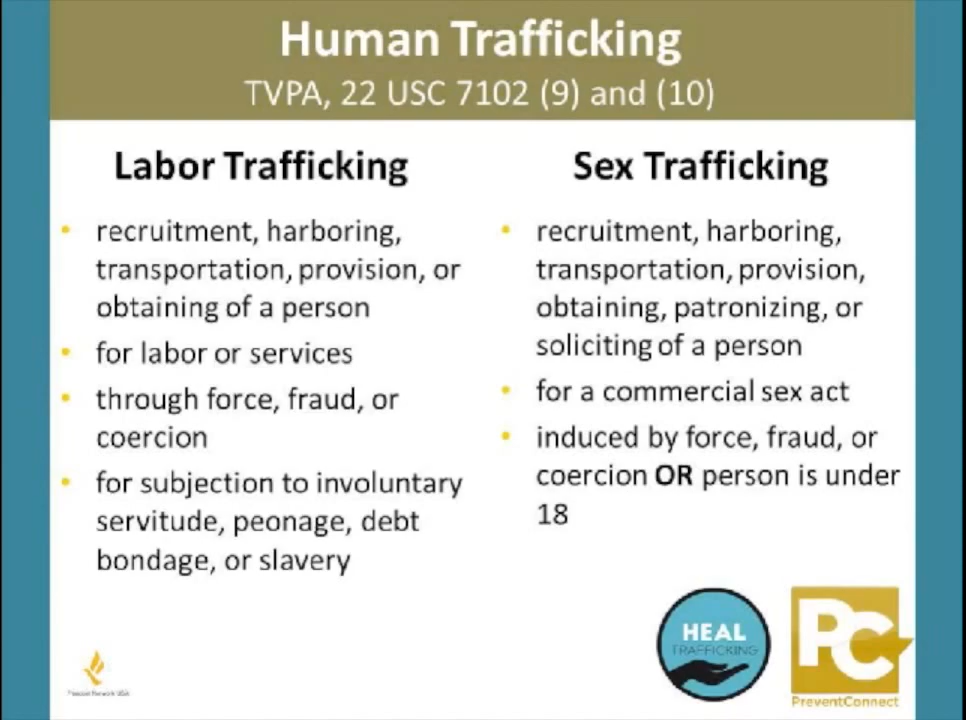 Human Trafficking
TVPA, 22 USC 7102 (9) and (10)
Labor Trafficking
recruitment, harboring,
transportation, provision, or
obtaining of a person
for labor or services
through force, fraud, or
coercion
for subjection to involuntary
servitude, peonage, debt
bondage, or slavery
Sex Trafficking
recruitment, harboring,
transportation, provision,
obtaining, patronizing, or
soliciting of a person
for a commercial sex act
induced by force, fraud, or
coercion OR person is under
18
Freedom Network USA
HEAL
TRAFFICKING
PC
PreventConnect